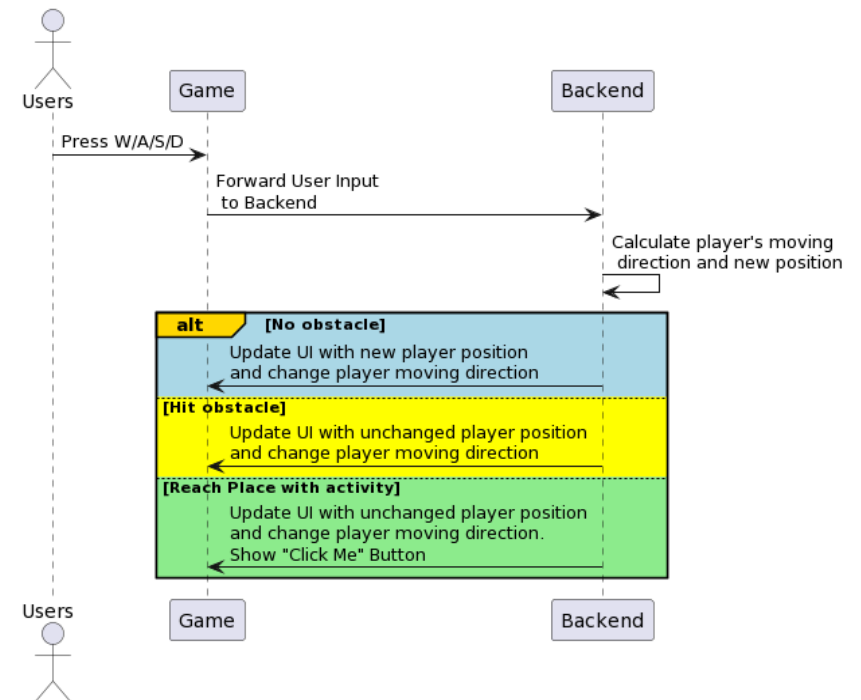 Users
Game
Backend
Press W/A/S/D
Forward User Input
to Backend
Calculate player's moving
direction and new position
alt
[No obstacle]
Update UI with new player position
and change player moving direction
[Hit obstacle]
Update UI with unchanged player position
and change player moving direction
[Reach Place with activity]
Update UI with unchanged player position
and change player moving direction.
Show "Click Me" Button
Users
Game
Backend